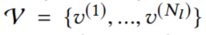 𝒱 = {v^{(1)}, ..., v^{(N_l)}}